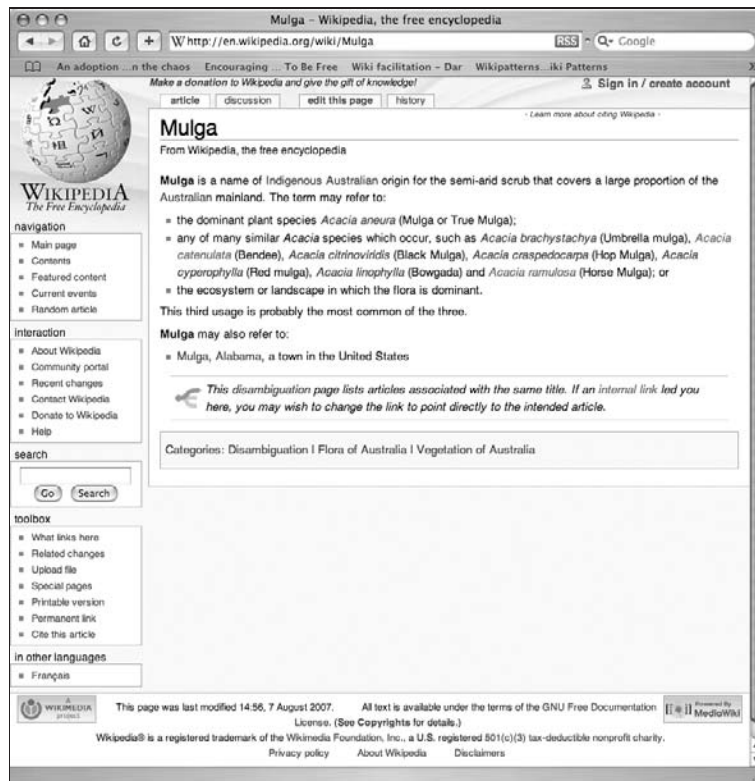 Mulga – Wikipedia, the free encyclopedia
W http://en.wikipedia.org/wiki/Mulga RSS Q Google
An adoption ...n the chaos Encouraging ... To Be Free Wiki facilitation – Dar Wikipatterns...iki Patterns
Make a donation to Wikipedia and give the gift of knowledge! Sign in / create account
article discussion edit this page history
- Learn more about citing Wikipedia -
Mulga
From Wikipedia, the free encyclopedia
Mulga is a name of Indigenous Australian origin for the semi-arid scrub that covers a large proportion of the
Australian mainland. The term may refer to:
the dominant plant species Acacia aneura (Mulga or True Mulga);
any of many similar Acacia species which occur, such as Acacia brachystachya (Umbrella mulga), Acacia
catenulata (Bendee), Acacia citrinoviridis (Black Mulga), Acacia craspedocarpa (Hop Mulga), Acacia
cyperophylla (Red mulga), Acacia linophylla (Bowgada) and Acacia ramulosa (Horse Mulga); or
the ecosystem or landscape in which the flora is dominant.
This third usage is probably the most common of the three.
Mulga may also refer to:
Mulga, Alabama, a town in the United States
This disambiguation page lists articles associated with the same title. If an internal link led you
here, you may wish to change the link to point directly to the intended article.
Categories: Disambiguation | Flora of Australia | Vegetation of Australia
WIKIPEDIA
The Free Encyclopedia
navigation
Main page
Contents
Featured content
Current events
Random article
interaction
About Wikipedia
Community portal
Recent changes
Contact Wikipedia
Donate to Wikipedia
Help
search
Go Search
toolbox
What links here
Related changes
Upload file
Special pages
Printable version
Permanent link
Cite this article
in other languages
Français
A WIKIMEDIA project
This page was last modified 14:56, 7 August 2007. All text is available under the terms of the GNU Free Documentation
License. (See Copyrights for details.)
Wikipedia® is a registered trademark of the Wikimedia Foundation, Inc., a U.S. registered 501(c)(3) tax-deductible nonprofit charity.
Privacy policy About Wikipedia Disclaimers
Powered By
MediaWiki